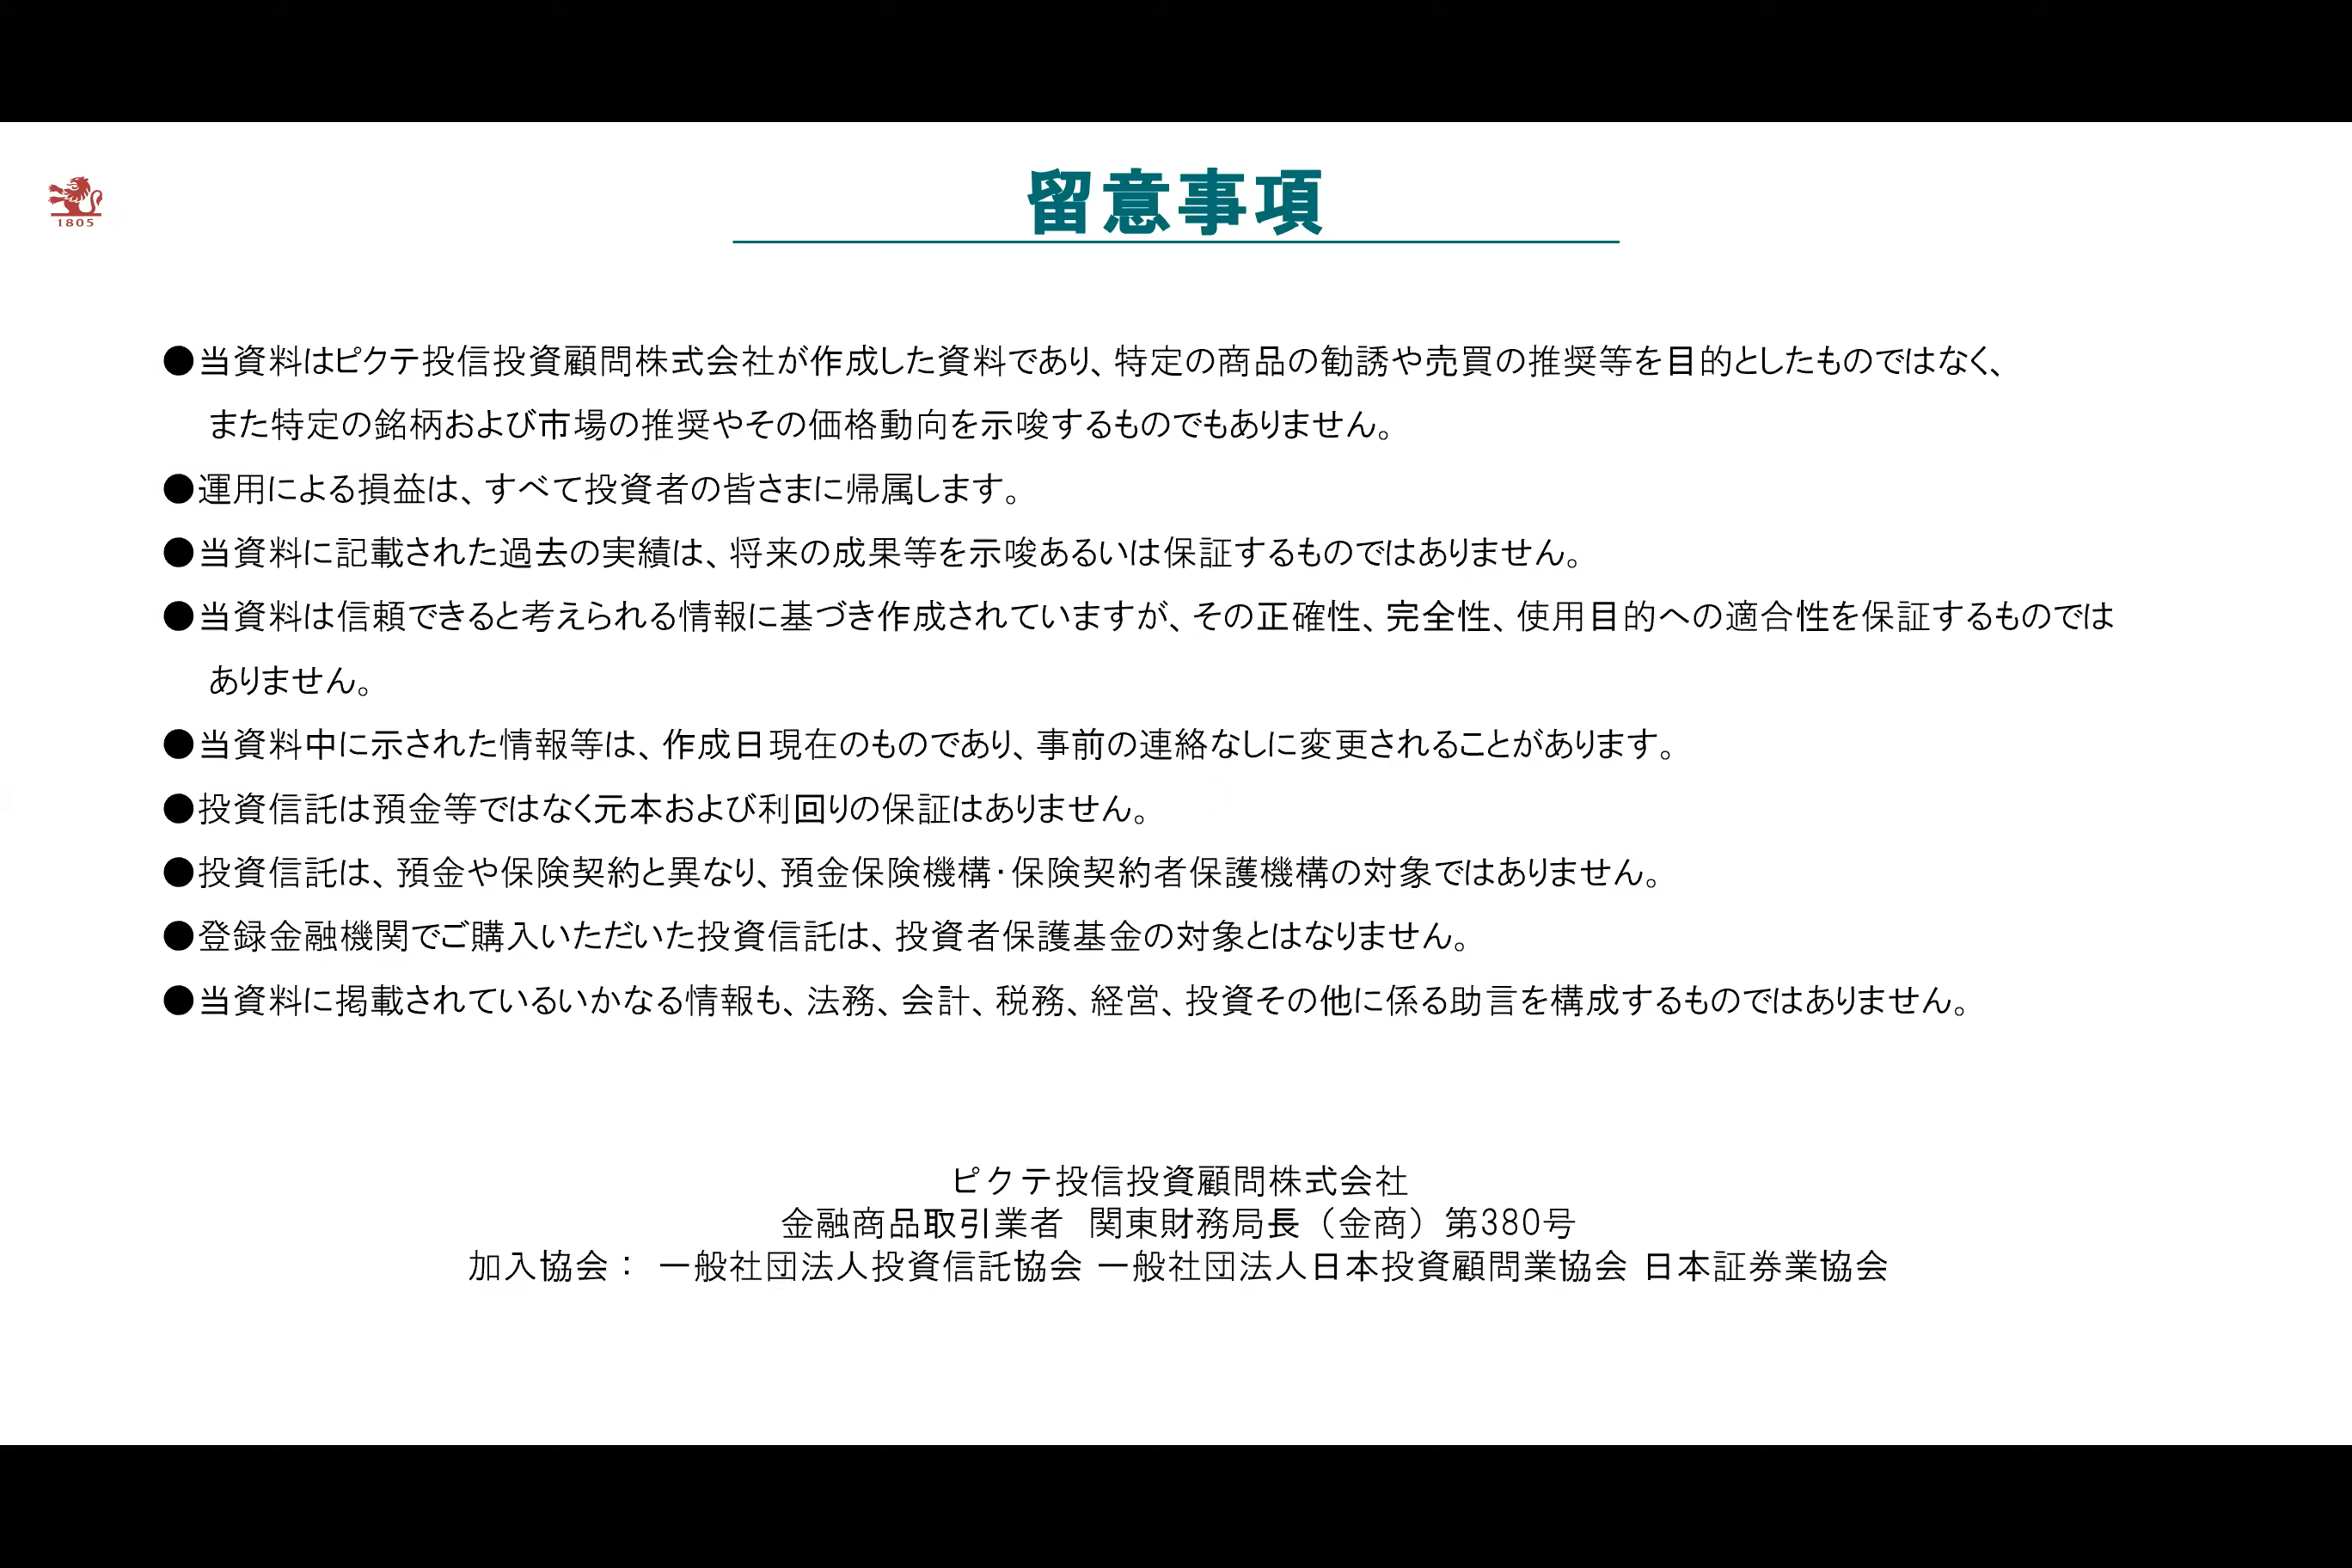 留意事項
1805
●当資料はピクテ投信投資顧問株式会社が作成した資料であり、特定の商品の勧誘や売買の推奨等を目的としたものではなく、
また特定の銘柄および市場の推奨やその価格動向を示唆するものでもありません。
●運用による損益は、すべて投資者の皆さまに帰属します。
●当資料に記載された過去の実績は、将来の成果等を示唆あるいは保証するものではありません。
●当資料は信頼できると考えられる情報に基づき作成されていますが、その正確性、完全性、使用目的への適合性を保証するものでは
ありません。
●当資料中に示された情報等は、作成日現在のものであり、事前の連絡なしに変更されることがあります。
●投資信託は預金等ではなく元本および利回りの保証はありません。
●投資信託は、預金や保険契約と異なり、預金保険機構・保険契約者保護機構の対象ではありません。
●登録金融機関でご購入いただいた投資信託は、投資者保護基金の対象とはなりません。
●当資料に掲載されているいかなる情報も、法務、会計、税務、経営、投資その他に係る助言を構成するものではありません。
ピクテ投信投資顧問株式会社
金融商品取引業者　関東財務局長（金商）第380号
加入協会： 一般社団法人投資信託協会 一般社団法人日本投資顧問業協会 日本証券業協会